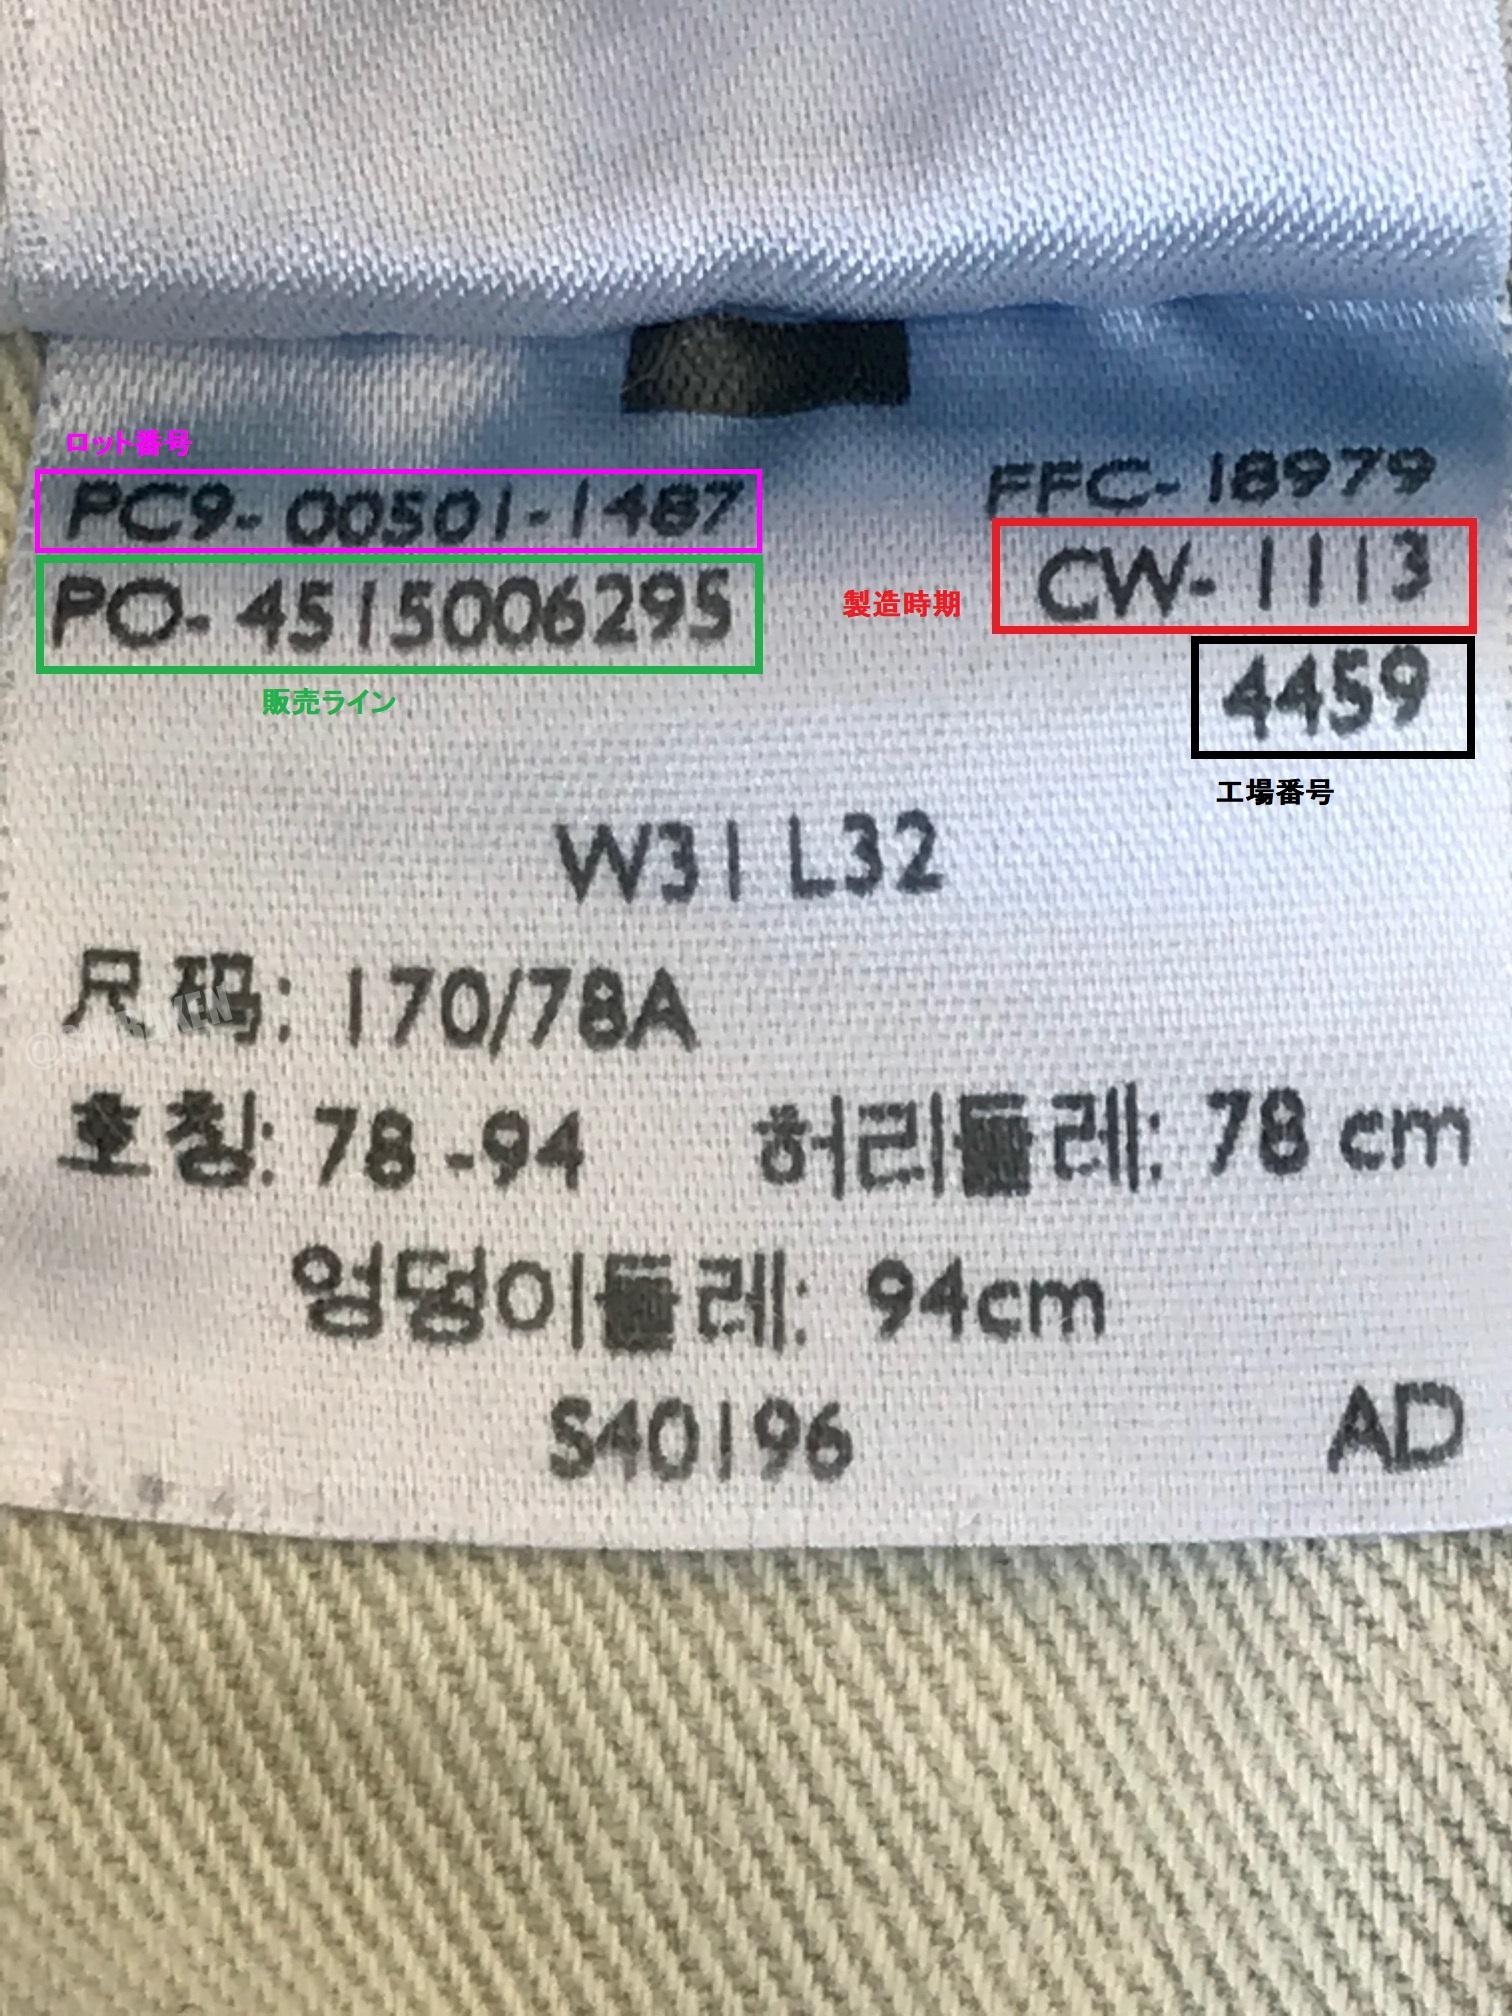 ロット番号
PC9-00501-1487
FFC-18979
PO-4515006295
製造時期
CW-1113
販売ライン
4459
工場番号
W31 L32
尺码: 170/78A
호칭: 78-94 허리둘레: 78 cm
엉덩이둘레: 94cm
S40196 AD